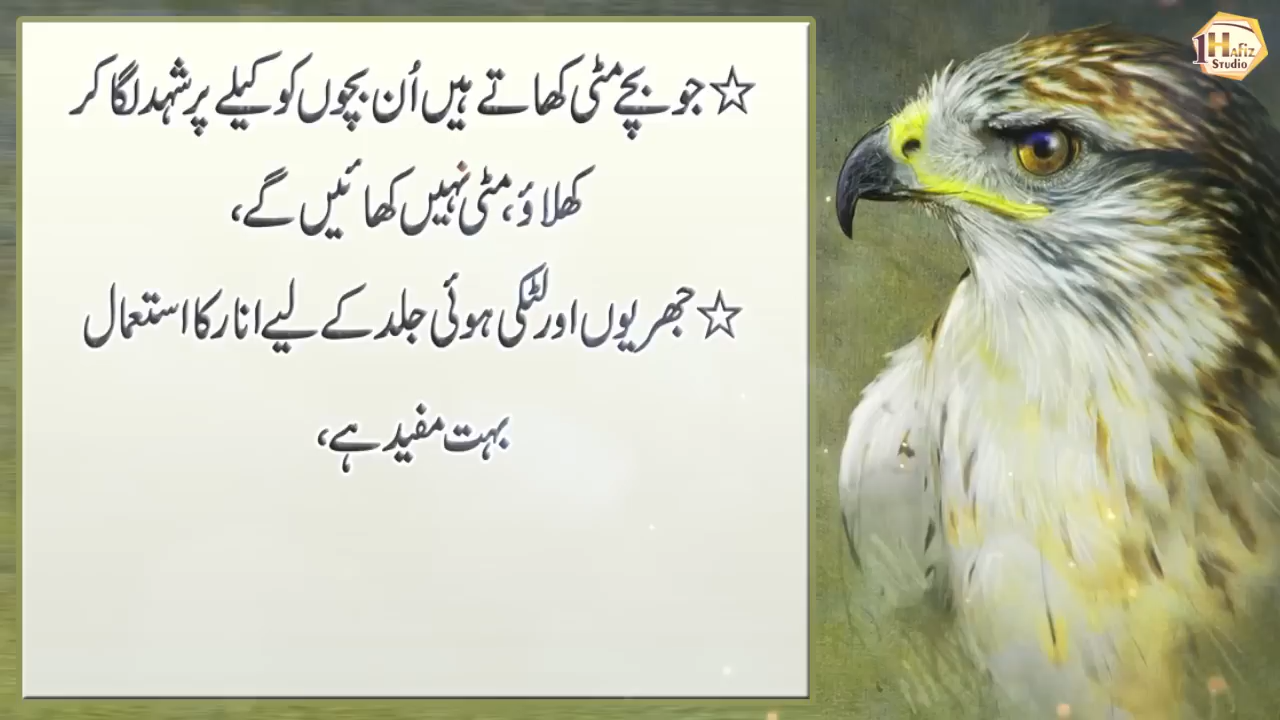 ☆ جو بچے مٹی کھاتے ہیں اُن بچوں کو کیلے پر شہد لگا کر
کھلاؤ، مٹی نہیں کھائیں گے،
☆ جھریوں اور لٹکی ہوئی جلد کے لیے انار کا استعمال
بہت مفید ہے،
1Hafiz
Studio